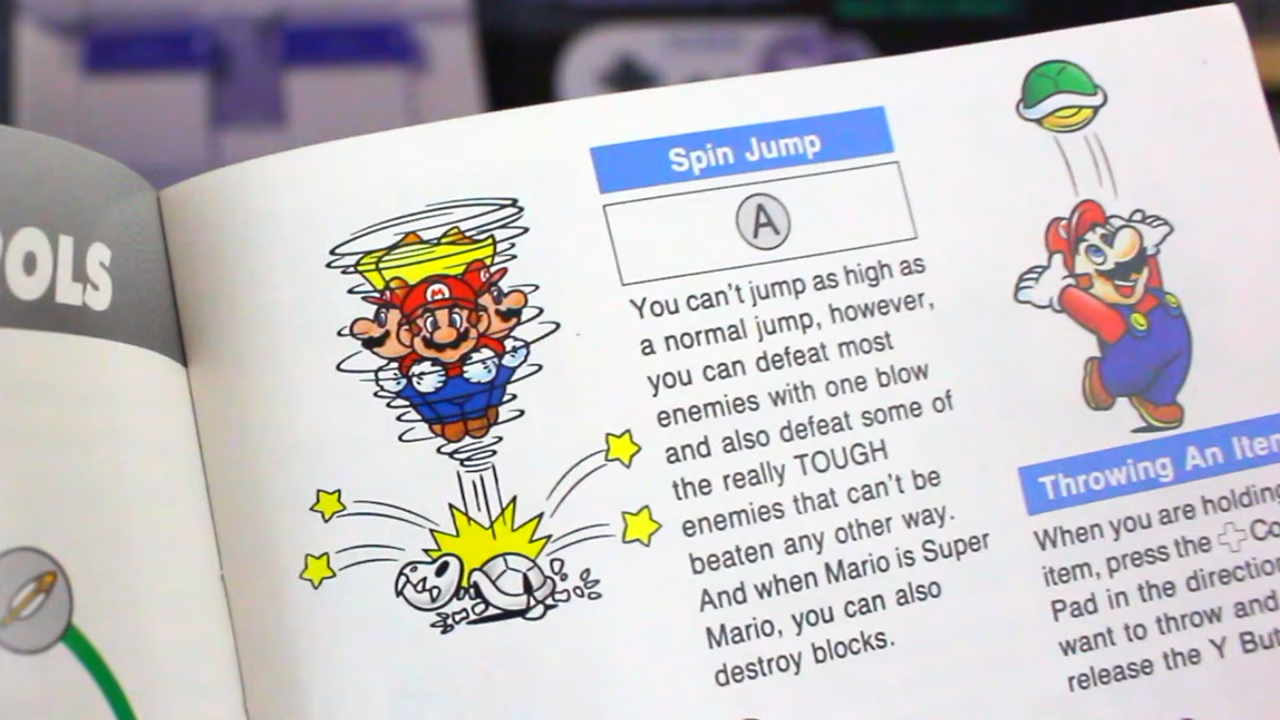 OOLS
Spin Jump
A
You can't jump as high as
a normal jump, however,
you can defeat most
enemies with one blow
and also defeat some of
the really TOUGH
enemies that can't be
beaten any other way.
And when Mario is Super
Mario, you can also
destroy blocks.
M
Throwing An Iter
When you are holding
item, press the Co
Pad in the direction
want to throw and
release the Y But